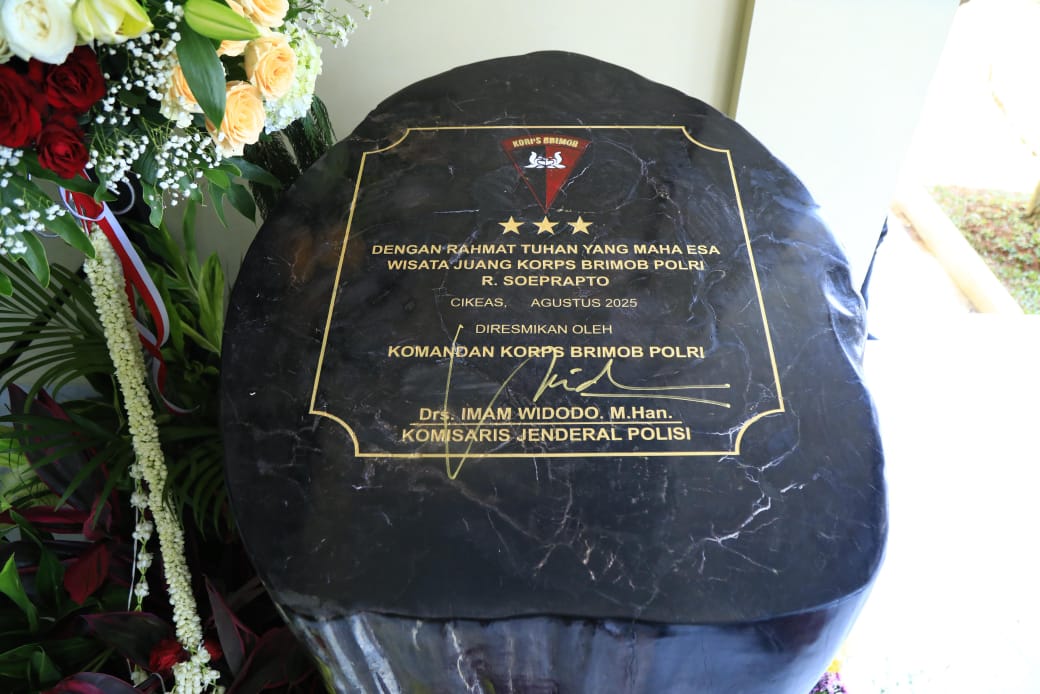 KORPS BRIMOB
DENGAN RAHMAT TUHAN YANG MAHA ESA
WISATA JUANG KORPS BRIMOB POLRI
R. SOEPRAPTO
CIKEAS, AGUSTUS 2025
DIRESMIKAN OLEH
KOMANDAN KORPS BRIMOB POLRI
Drs. IMAM WIDODO, M.Han.
KOMISARIS JENDERAL POLISI